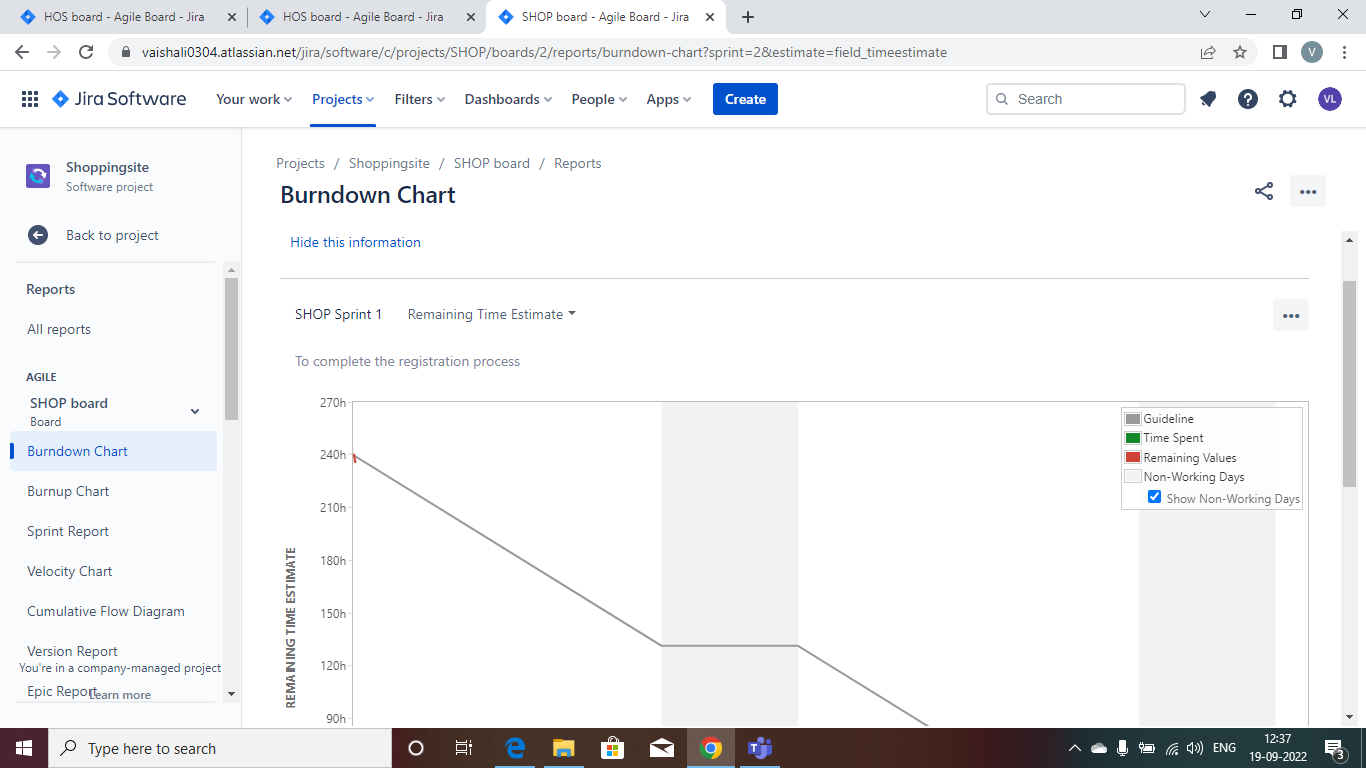 HOS board - Agile Board - Jira
HOS board - Agile Board - Jira
SHOP board - Agile Board - Jira
vaishali0304.atlassian.net/jira/software/c/projects/SHOP/boards/2/reports/burndown-chart?sprint=2&estimate=field_timeestimate
V
Jira Software
Your work
Projects
Filters
Dashboards
People
Apps
Create
Search
VL
Shoppingsite
Software project
Back to project
Reports
All reports
AGILE
SHOP board
Board
Burndown Chart
Burnup Chart
Sprint Report
Velocity Chart
Cumulative Flow Diagram
Version Report
You're in a company-managed project
Epic Report
Learn more
Projects / Shoppingsite / SHOP board / Reports
Burndown Chart
Hide this information
SHOP Sprint 1
Remaining Time Estimate
To complete the registration process
REMAINING TIME ESTIMATE
270h
240h
210h
180h
150h
120h
90h
Guideline
Time Spent
Remaining Values
Non-Working Days
Show Non-Working Days
Type here to search
ENG
12:37
19-09-2022
3